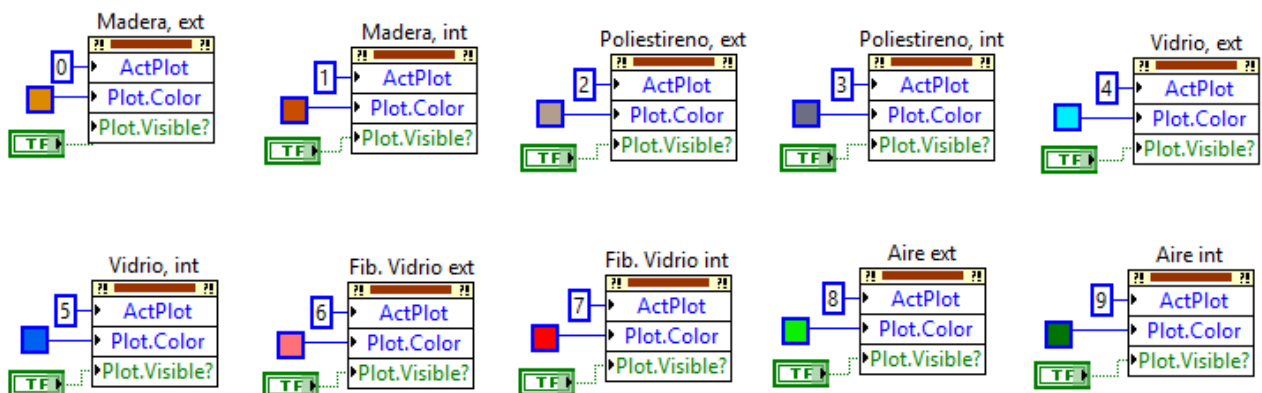 Madera, ext
?! ?!
0 ActPlot
Plot.Color
TF Plot.Visible?
Madera, int
?! ?!
1 ActPlot
Plot.Color
TF Plot.Visible?
Poliestireno, ext
?! ?!
2 ActPlot
Plot.Color
TF Plot.Visible?
Poliestireno, int
?! ?!
3 ActPlot
Plot.Color
TF Plot.Visible?
Vidrio, ext
?! ?!
4 ActPlot
Plot.Color
TF Plot.Visible?
Vidrio, int
?! ?!
5 ActPlot
Plot.Color
TF Plot.Visible?
Fib. Vidrio ext
?! ?!
6 ActPlot
Plot.Color
TF Plot.Visible?
Fib. Vidrio int
?! ?!
7 ActPlot
Plot.Color
TF Plot.Visible?
Aire ext
?! ?!
8 ActPlot
Plot.Color
TF Plot.Visible?
Aire int
?! ?!
9 ActPlot
Plot.Color
TF Plot.Visible?